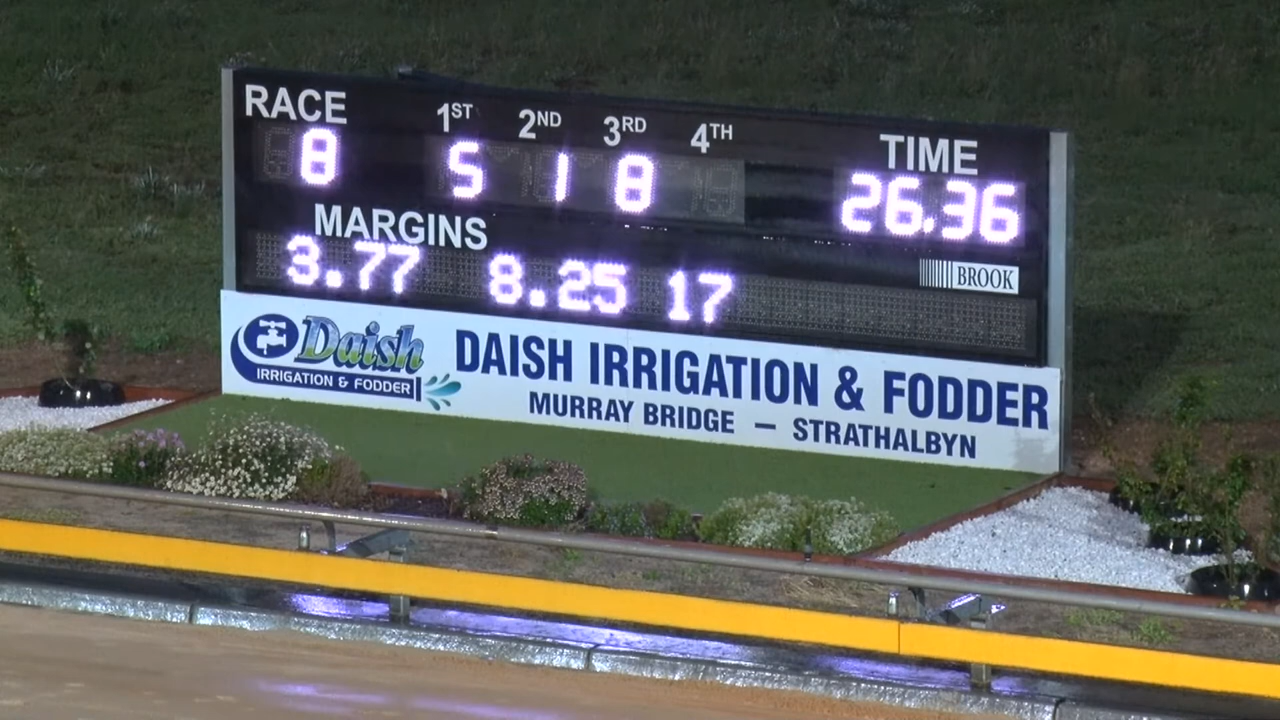 RACE 1ST 2ND 3RD 4TH TIME
8 5 1 8 26.36
MARGINS
3.77 8.25 17
BROOK
Daish
IRRIGATION & FODDER
DAISH IRRIGATION & FODDER
MURRAY BRIDGE – STRATHALBYN